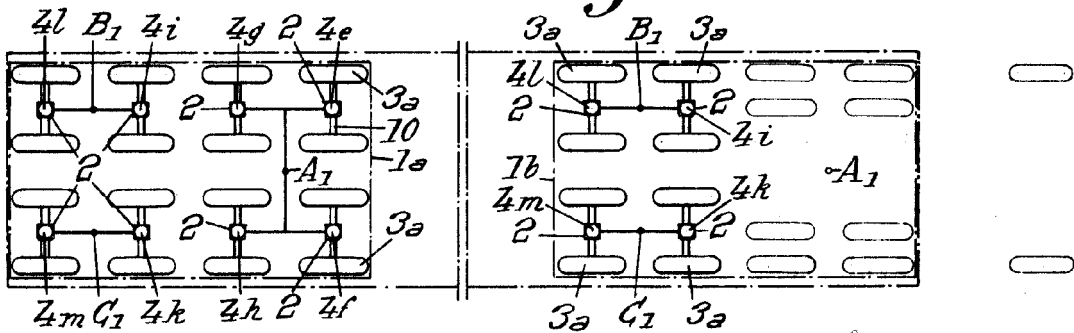 4l B₁ 4i 4g 2 4e 3a B₁ 3a
3a 4l
2 2 2 2
10 4i
2 1a
A₁ 1b A₁
4m 4k
2 2 2 2
3a
4m C₁ 4k 4h 2 4f 3a C₁ 3a